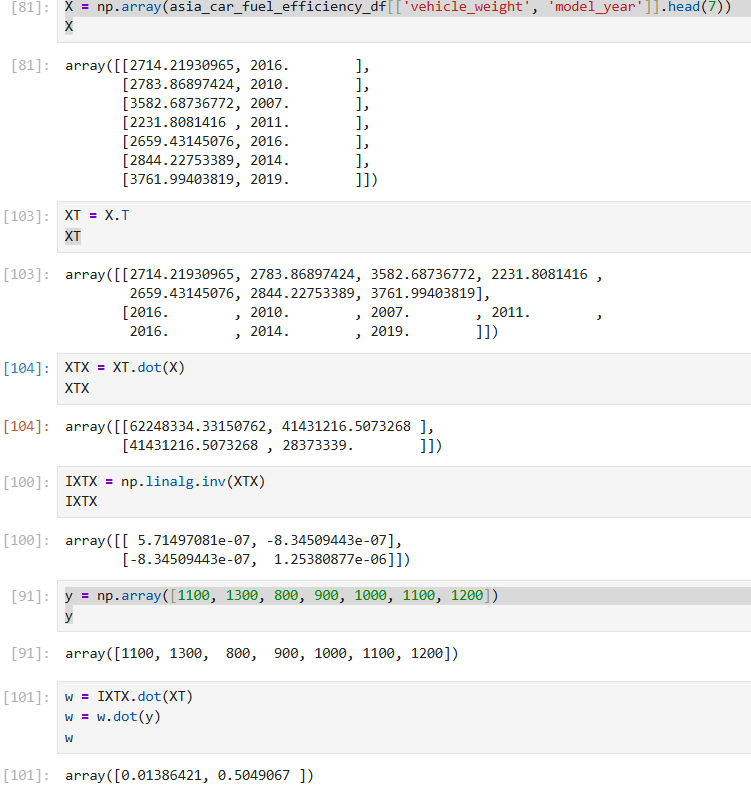 [81]: X = np.array(asia_car_fuel_efficiency_df[['vehicle_weight', 'model_year']].head(7))
X
[81]: array([[2714.21930965, 2016.        ],
[2783.86897424, 2010.        ],
[3582.68736772, 2007.        ],
[2231.8081416 , 2011.        ],
[2659.43145076, 2016.        ],
[2844.22753389, 2014.        ],
[3761.99403819, 2019.        ]])
[103]: XT = X.T
XT
[103]: array([[2714.21930965, 2783.86897424, 3582.68736772, 2231.8081416 ,
2659.43145076, 2844.22753389, 3761.99403819],
[2016.        , 2010.        , 2007.        , 2011.        ,
2016.        , 2014.        , 2019.        ]])
[104]: XTX = XT.dot(X)
XTX
[104]: array([[62248334.33150762, 41431216.5073268 ],
[41431216.5073268 , 28373339.        ]])
[100]: IXTX = np.linalg.inv(XTX)
IXTX
[100]: array([[ 5.71497081e-07, -8.34509443e-07],
[-8.34509443e-07,  1.25380877e-06]])
[91]: y = np.array([1100, 1300, 800, 900, 1000, 1100, 1200])
y
[91]: array([1100, 1300,  800,  900, 1000, 1100, 1200])
[101]: w = IXTX.dot(XT)
w = w.dot(y)
w
[101]: array([0.01386421, 0.5049067 ])